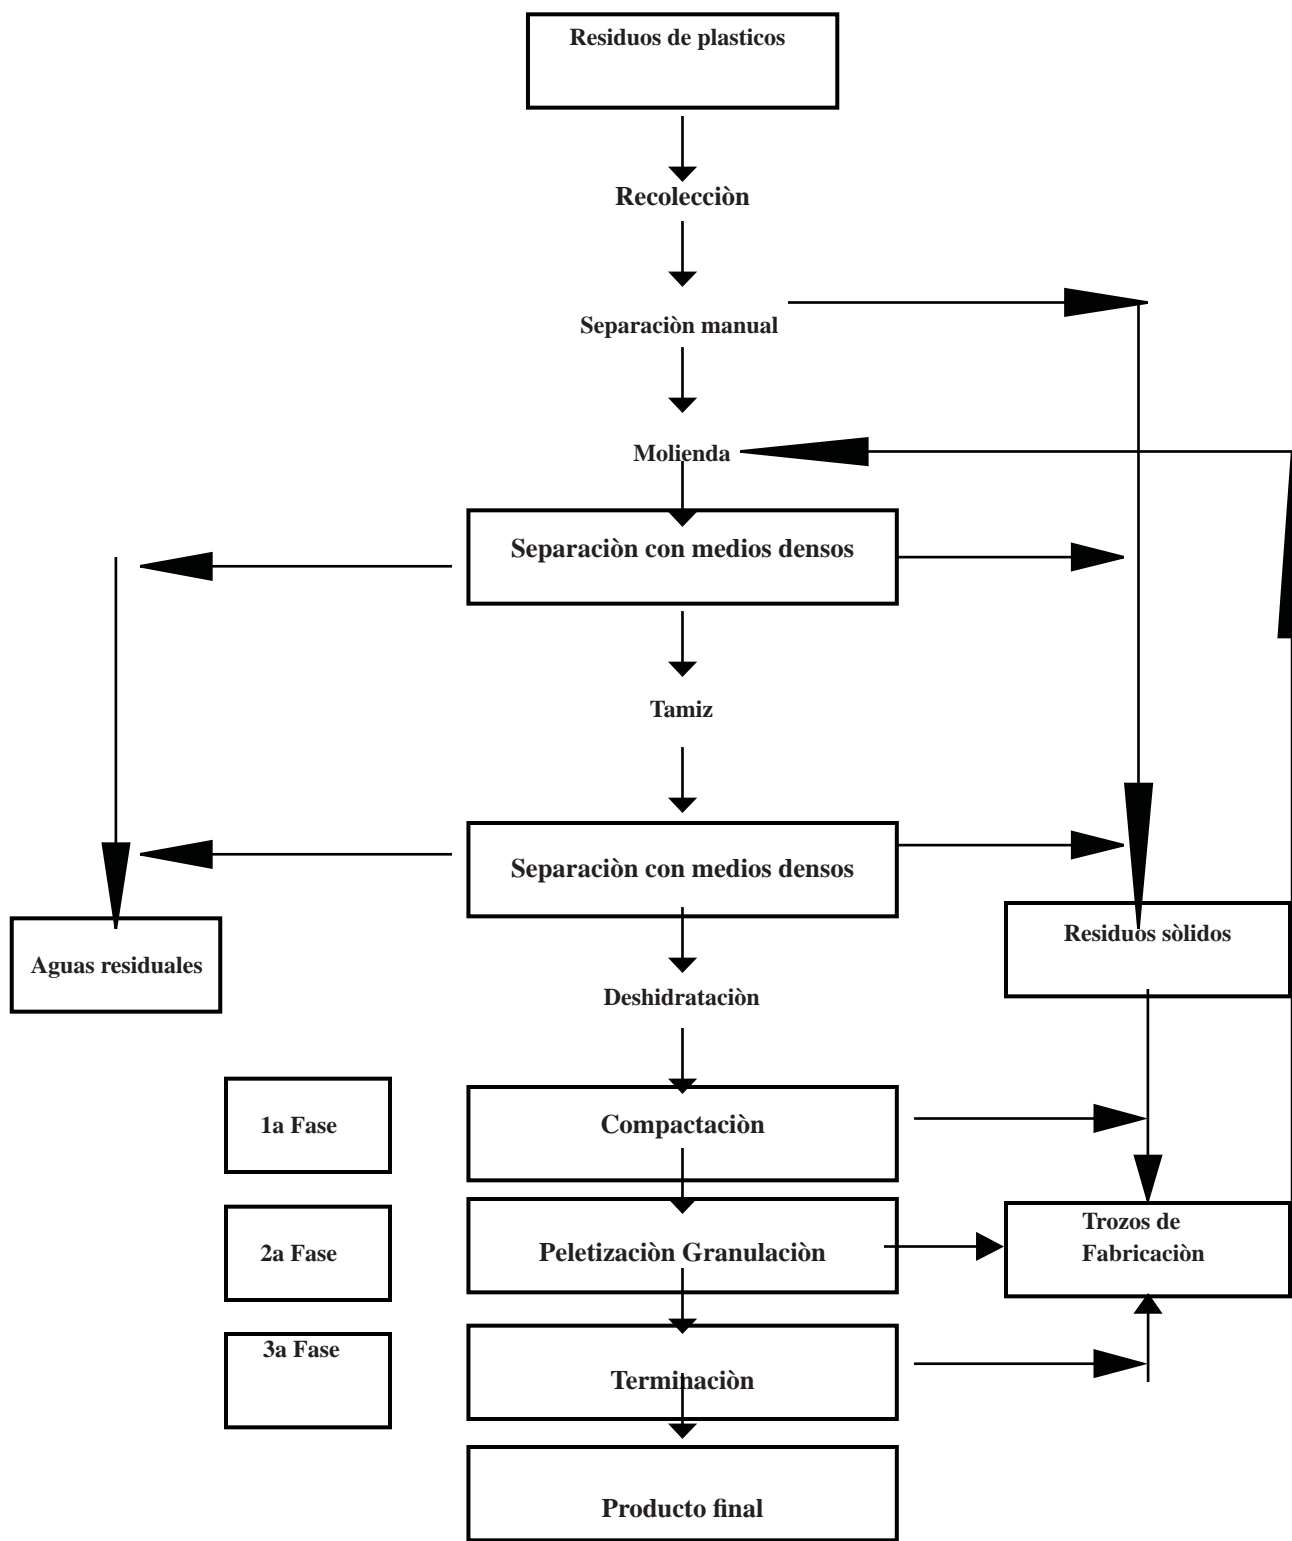 Residuos de plasticos
Recolecciòn
Separaciòn manual
Molienda
Separaciòn con medios densos
Tamiz
Separaciòn con medios densos
Residuos sòlidos
Aguas residuales
Deshidrataciòn
1a Fase
Compactaciòn
2a Fase
Peletizaciòn Granulaciòn
Trozos de
Fabricaciòn
3a Fase
Terminaciòn
Producto final